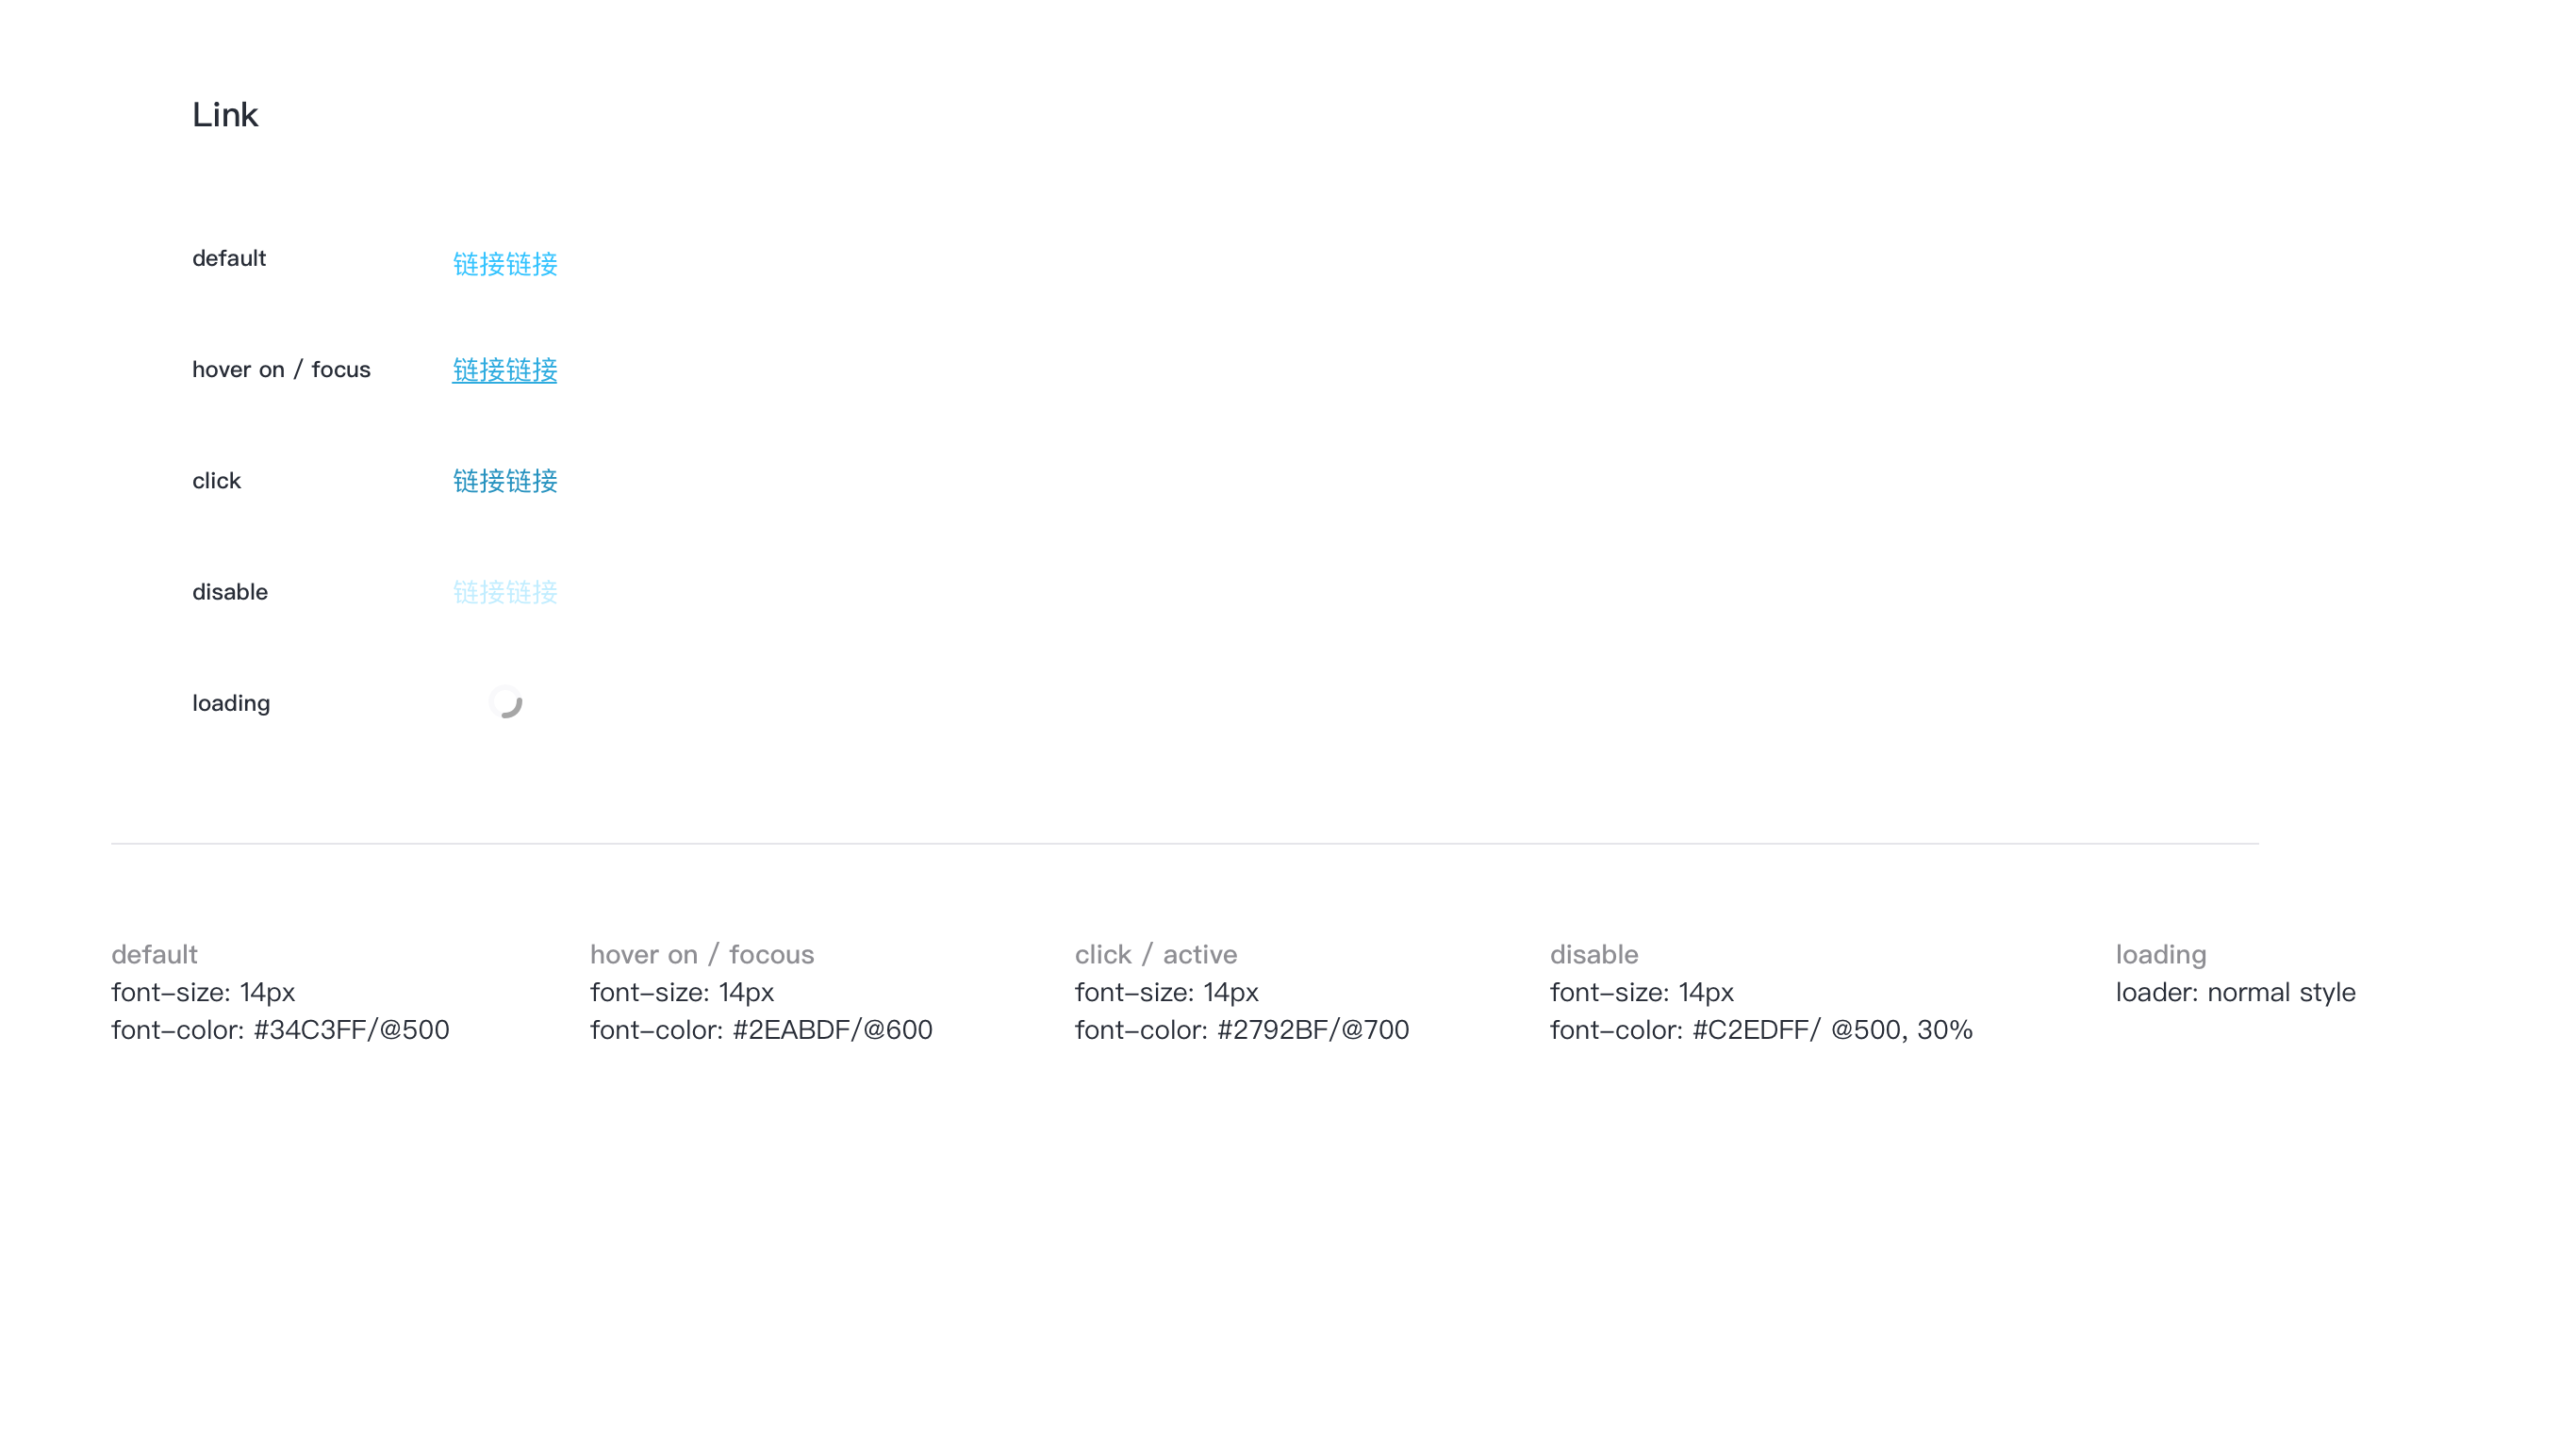 Link
default 链接链接
hover on / focus 链接链接
click 链接链接
disable 链接链接
loading
default
font-size: 14px
font-color: #34C3FF/@500
hover on / focous
font-size: 14px
font-color: #2EABDF/@600
click / active
font-size: 14px
font-color: #2792BF/@700
disable
font-size: 14px
font-color: #C2EDFF/ @500, 30%
loading
loader: normal style